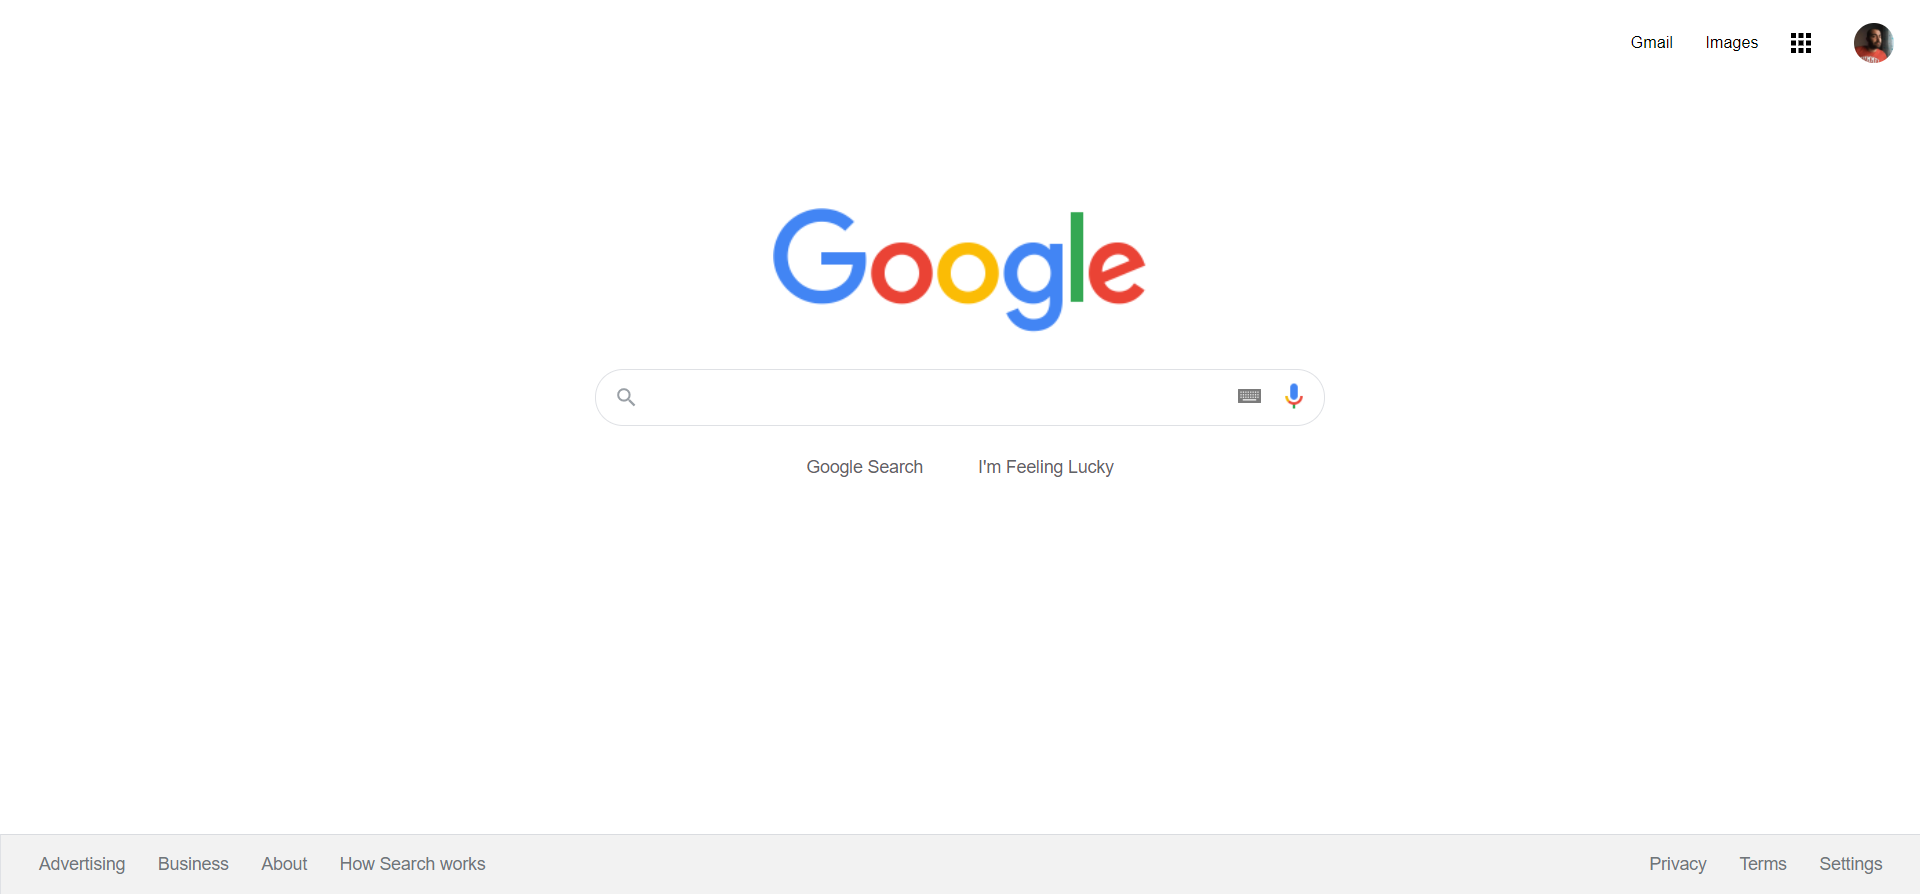 Gmail Images
Google
Google Search I'm Feeling Lucky
Advertising Business About How Search works Privacy Terms Settings